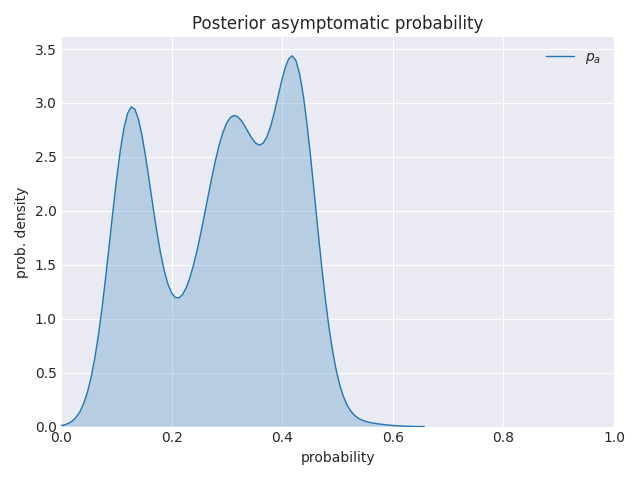 Posterior asymptomatic probability
3.5
3.0
2.5
2.0
1.5
1.0
0.5
0.0
prob. density
0.0 0.2 0.4 0.6 0.8 1.0
probability
pₐ